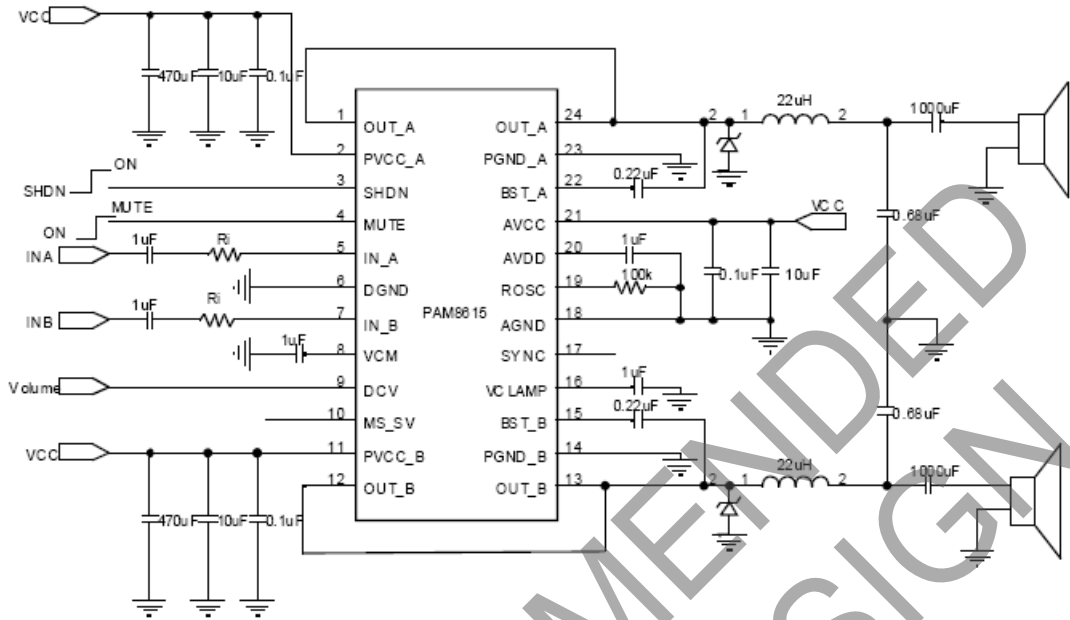 VCC
470uF 10uF 0.1uF
1 OUT_A
2 PVCC_A
3 SHDN
4 MUTE
5 IN_A
6 DGND
7 IN_B
8 VCM
9 DCV
10 MS_SV
11 PVCC_B
12 OUT_B
PAM8615
24 OUT_A
23 PGND_A
22 BST_A
21 AVCC
20 AVDD
19 ROSC
18 AGND
17 SYNC
16 VCLAMP
15 BST_B
14 PGND_B
13 OUT_B
SHDN ON
ON MUTE
INA 1uF Ri
INB 1uF Ri
1uF
Volume
VCC
470uF 10uF 0.1uF
2 1 22uH 2 1000uF
0.22uF
VCC
1uF
100k
0.1uF 10uF
0.68uF
1uF
0.22uF
0.68uF
2 1 22uH 2 1000uF
MENDED
SIGN